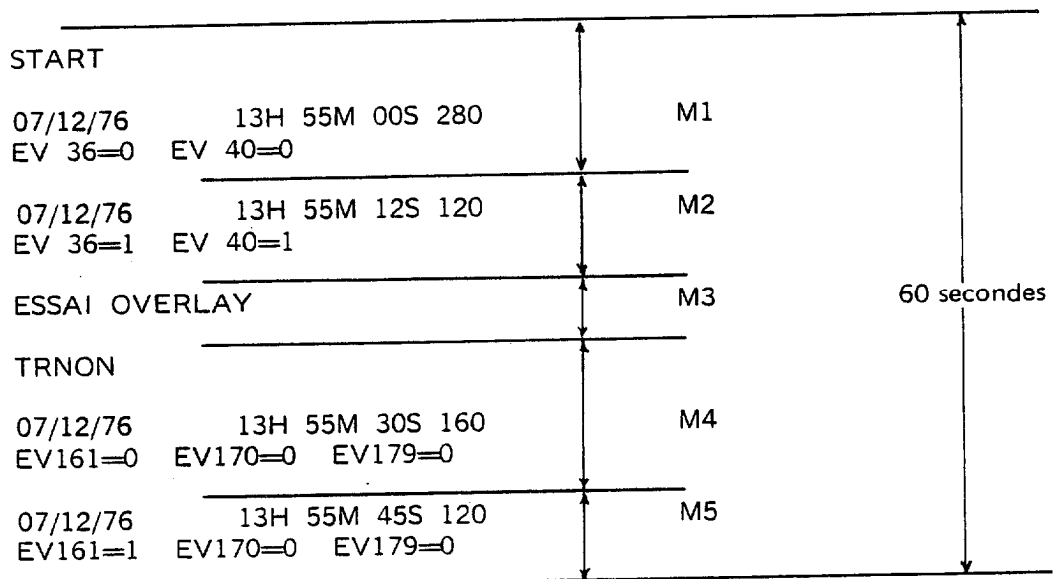 START
07/12/76 13H 55M 00S 280 M1
EV 36=0 EV 40=0
07/12/76 13H 55M 12S 120 M2
EV 36=1 EV 40=1
ESSAI OVERLAY M3 60 secondes
TRNON
07/12/76 13H 55M 30S 160 M4
EV161=0 EV170=0 EV179=0
07/12/76 13H 55M 45S 120 M5
EV161=1 EV170=0 EV179=0